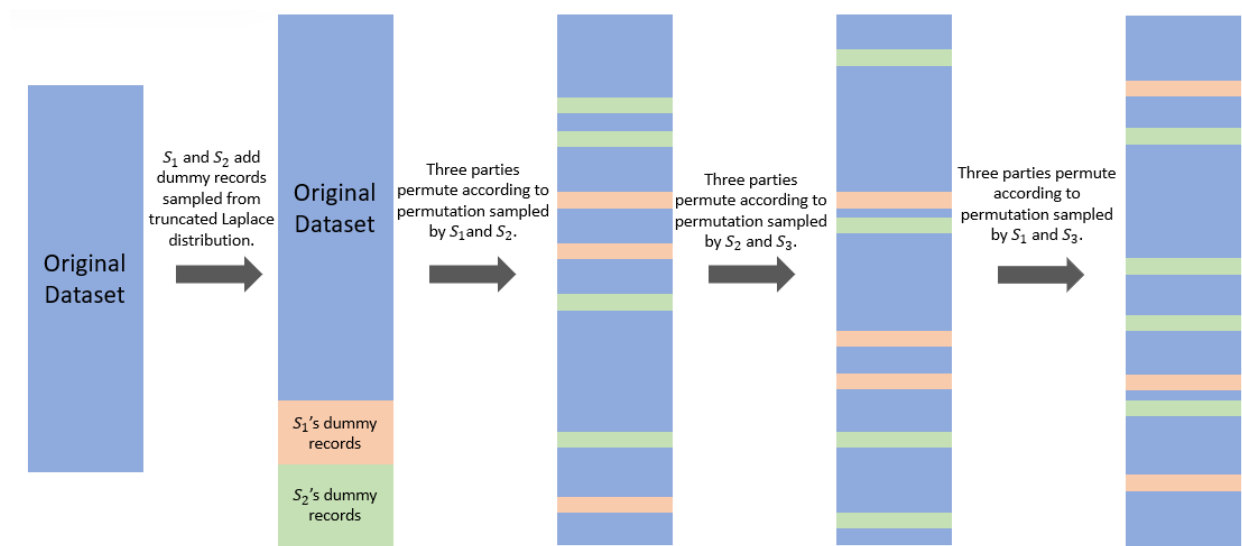 Original
Dataset
S₁ and S₂ add
dummy records
sampled from
truncated Laplace
distribution.
Original
Dataset
S₁'s dummy
records
S₂'s dummy
records
Three parties
permute according to
permutation sampled
by S₁and S₂.
Three parties
permute according to
permutation sampled
by S₂ and S₃.
Three parties permute
according to
permutation sampled
by S₁ and S₃.